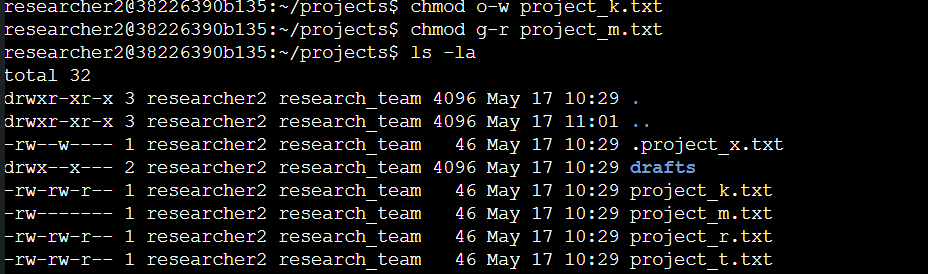 researcher2@38226390b135:~/projects$ chmod o-w project_k.txt
researcher2@38226390b135:~/projects$ chmod g-r project_m.txt
researcher2@38226390b135:~/projects$ ls -la
total 32
drwxr-xr-x 3 researcher2 research_team 4096 May 17 10:29 .
drwxr-xr-x 3 researcher2 research_team 4096 May 17 11:01 ..
-rw--w---- 1 researcher2 research_team   46 May 17 10:29 .project_x.txt
drwx--x--- 2 researcher2 research_team 4096 May 17 10:29 drafts
-rw-rw-r-- 1 researcher2 research_team   46 May 17 10:29 project_k.txt
-rw------- 1 researcher2 research_team   46 May 17 10:29 project_m.txt
-rw-rw-r-- 1 researcher2 research_team   46 May 17 10:29 project_r.txt
-rw-rw-r-- 1 researcher2 research_team   46 May 17 10:29 project_t.txt